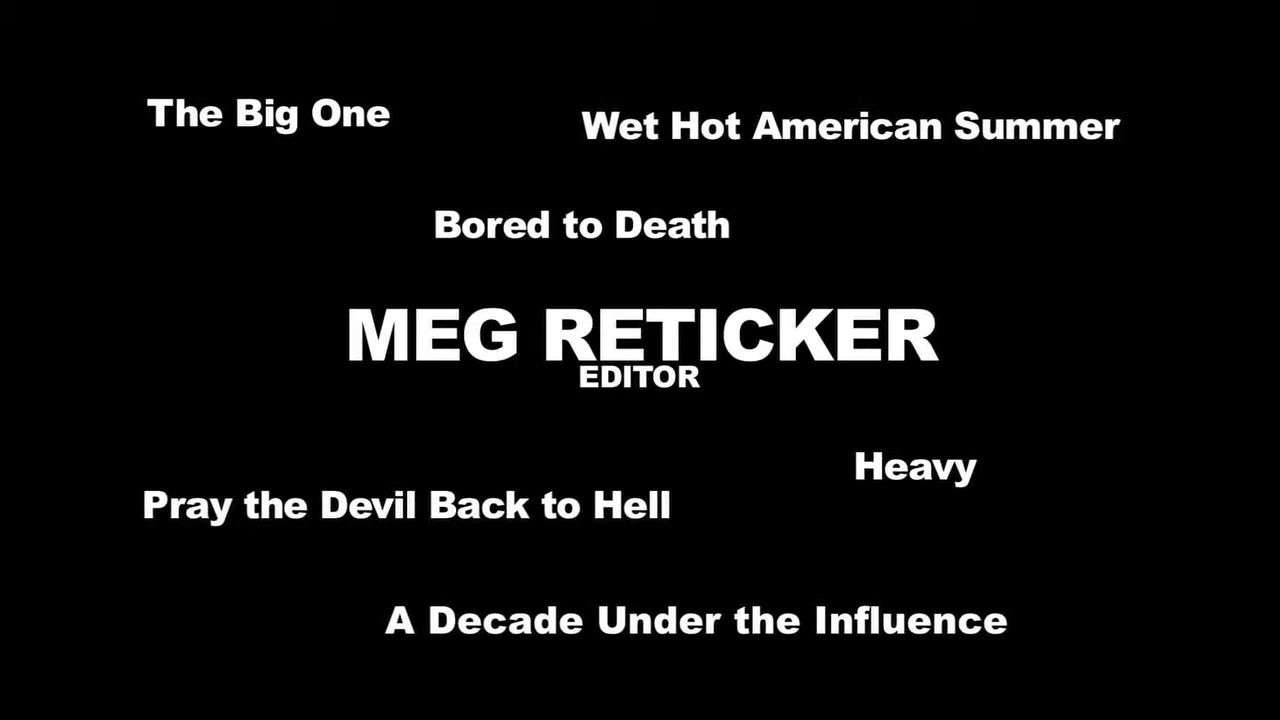 The Big One
Wet Hot American Summer
Bored to Death
MEG RETICKER
EDITOR
Heavy
Pray the Devil Back to Hell
A Decade Under the Influence